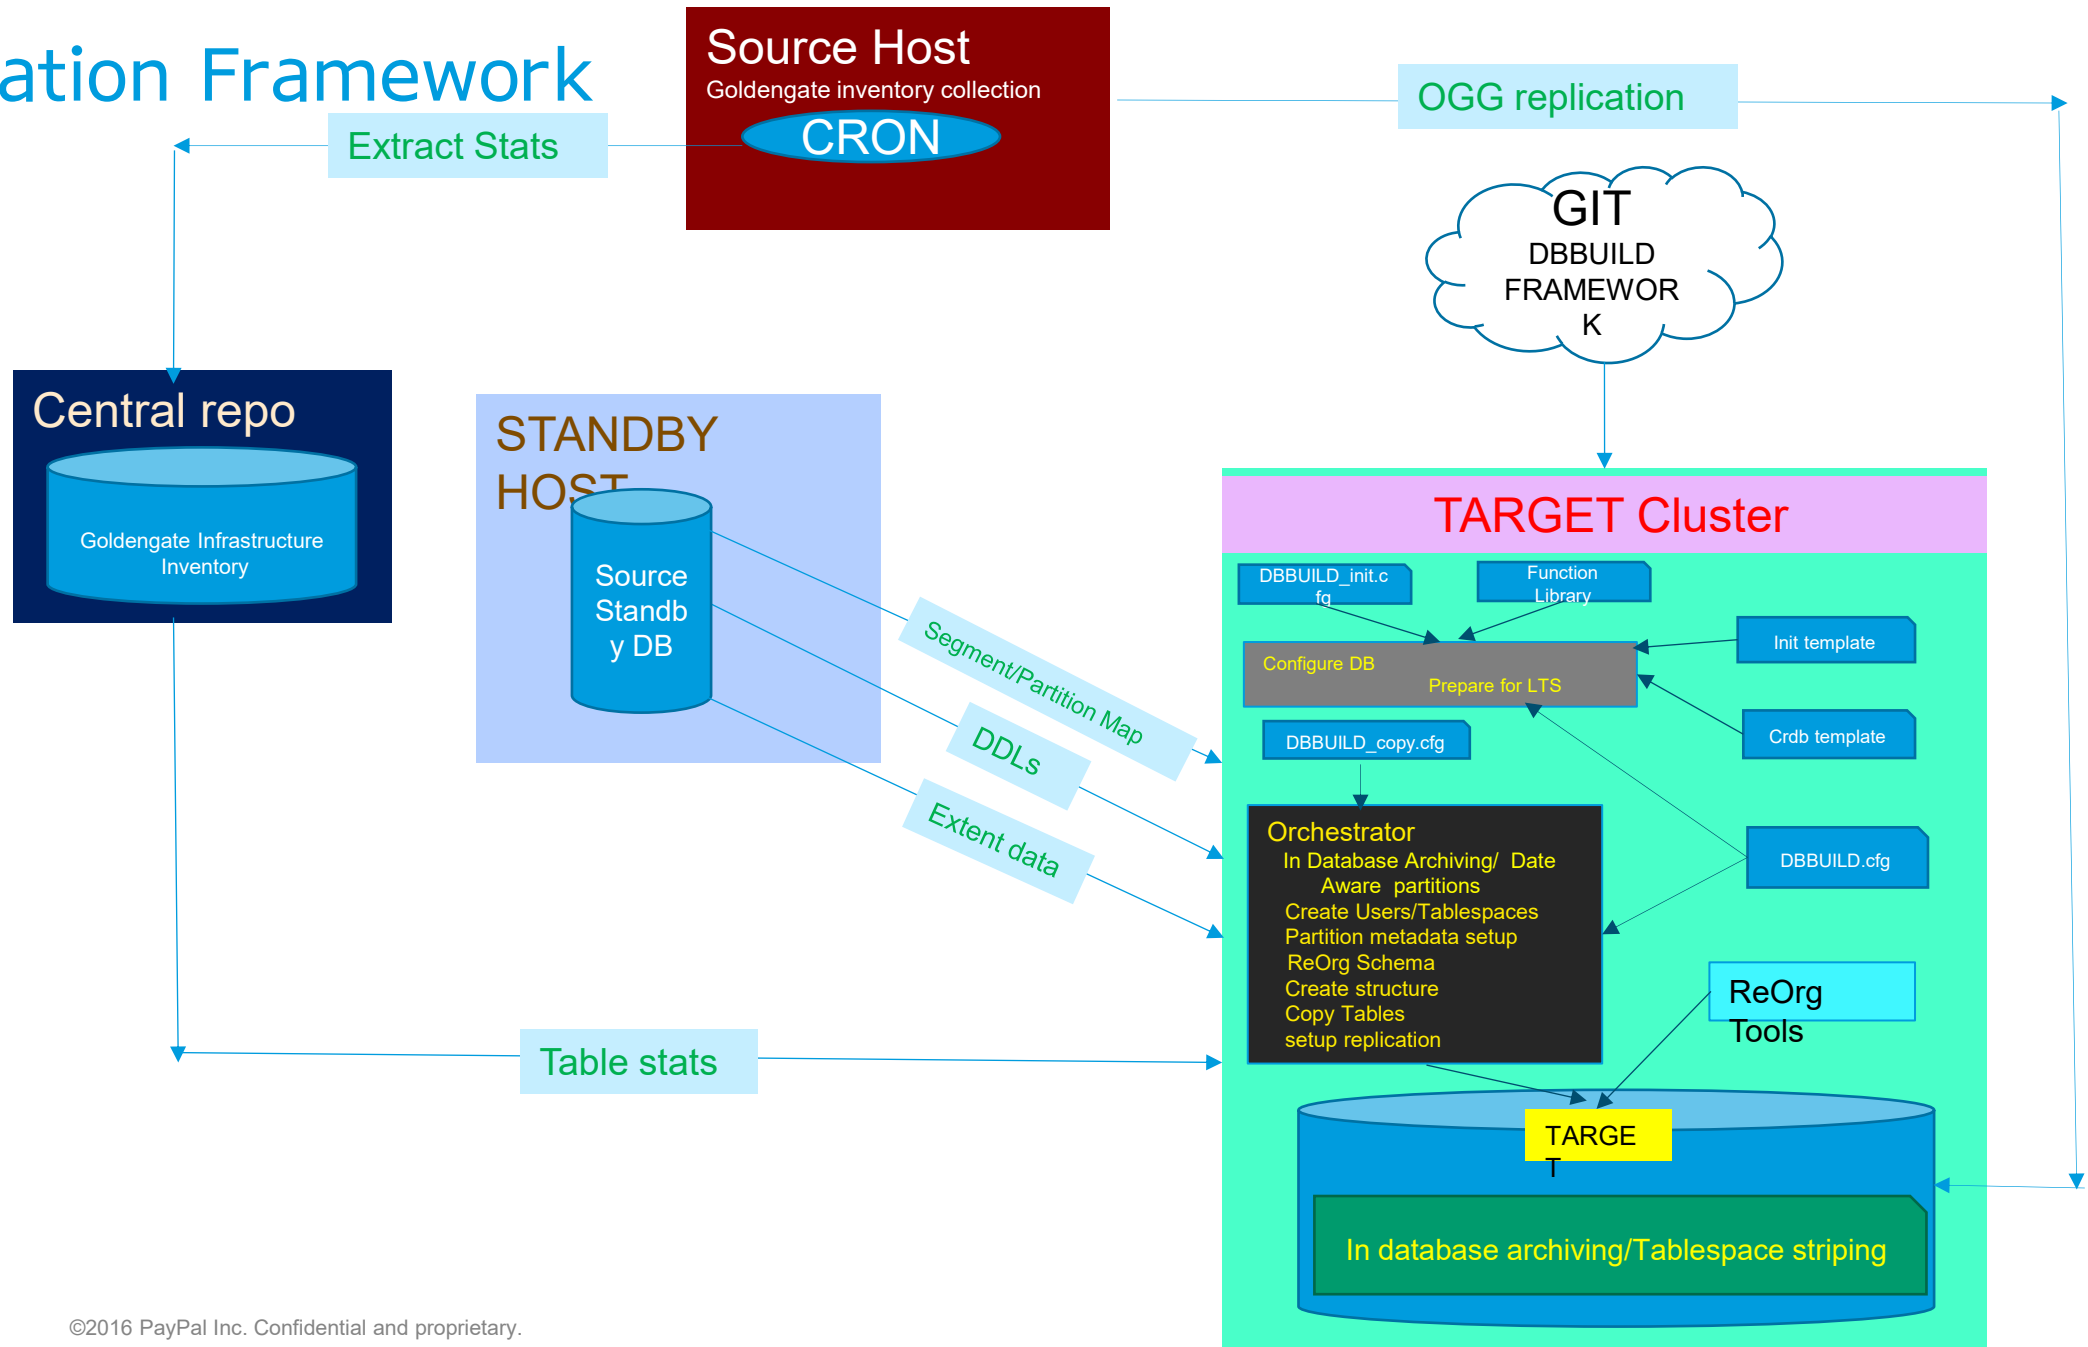 ation Framework
Source Host
Goldengate inventory collection
CRON
OGG replication
Extract Stats
GIT
DBBUILD
FRAMEWOR
K
Central repo
Goldengate Infrastructure
Inventory
STANDBY
HOST
Source
Standb
y DB
Segment/Partition Map
DDLs
Extent data
Table stats
TARGET Cluster
DBBUILD_init.c
fg
Function
Library
Init template
Configure DB
Prepare for LTS
Crdb template
DBBUILD_copy.cfg
Orchestrator
In Database Archiving/ Date
Aware partitions
Create Users/Tablespaces
Partition metadata setup
ReOrg Schema
Create structure
Copy Tables
setup replication
DBBUILD.cfg
ReOrg
Tools
TARGE
T
In database archiving/Tablespace striping
©2016 PayPal Inc. Confidential and proprietary.